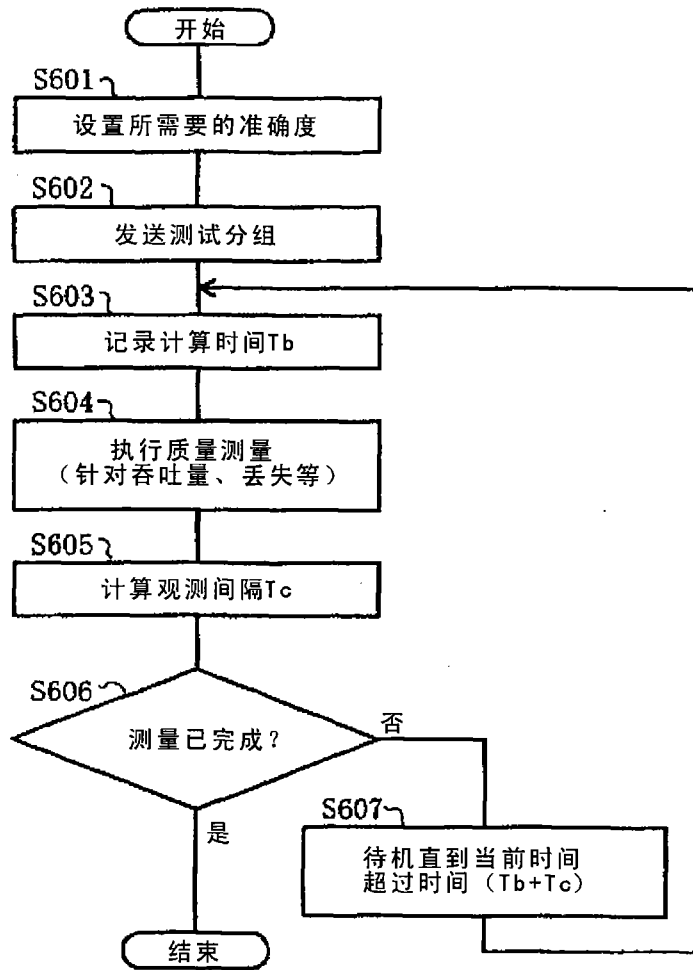 开始
S601
设置所需要的准确度
S602
发送测试分组
S603
记录计算时间Tb
S604
执行质量测量
（针对吞吐量、丢失等）
S605
计算观测间隔Tc
S606
测量已完成？
否
是
S607
待机直到当前时间
超过时间（Tb+Tc）
结束